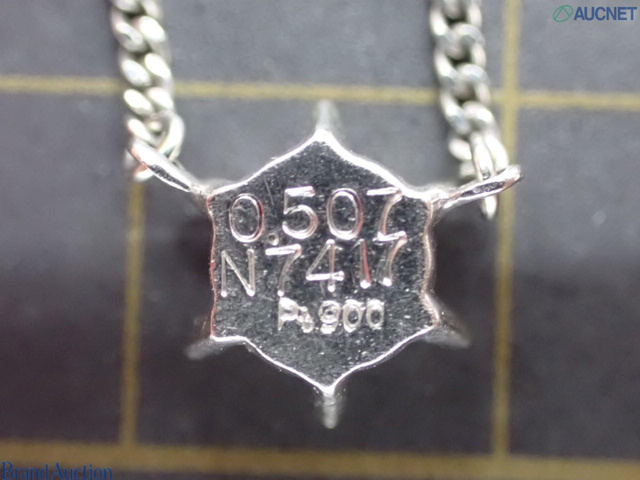 AUCNET
0.507
N7417
Pt900
Brand Auction